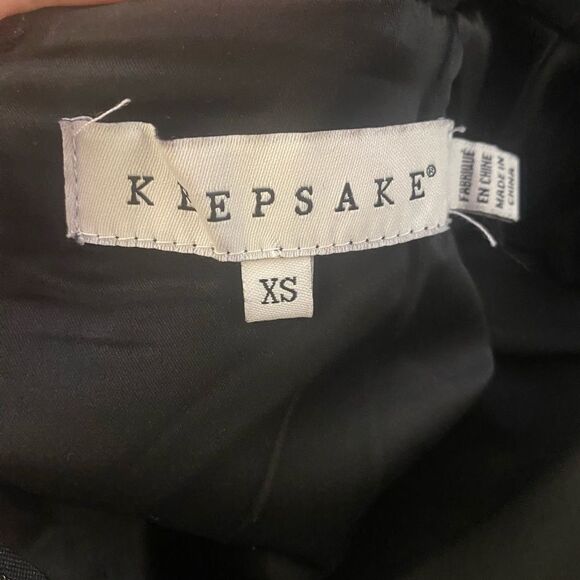 KEEPSAKE®
XS
FABRIQUÉ
EN CHINE
MADE IN
CHINA